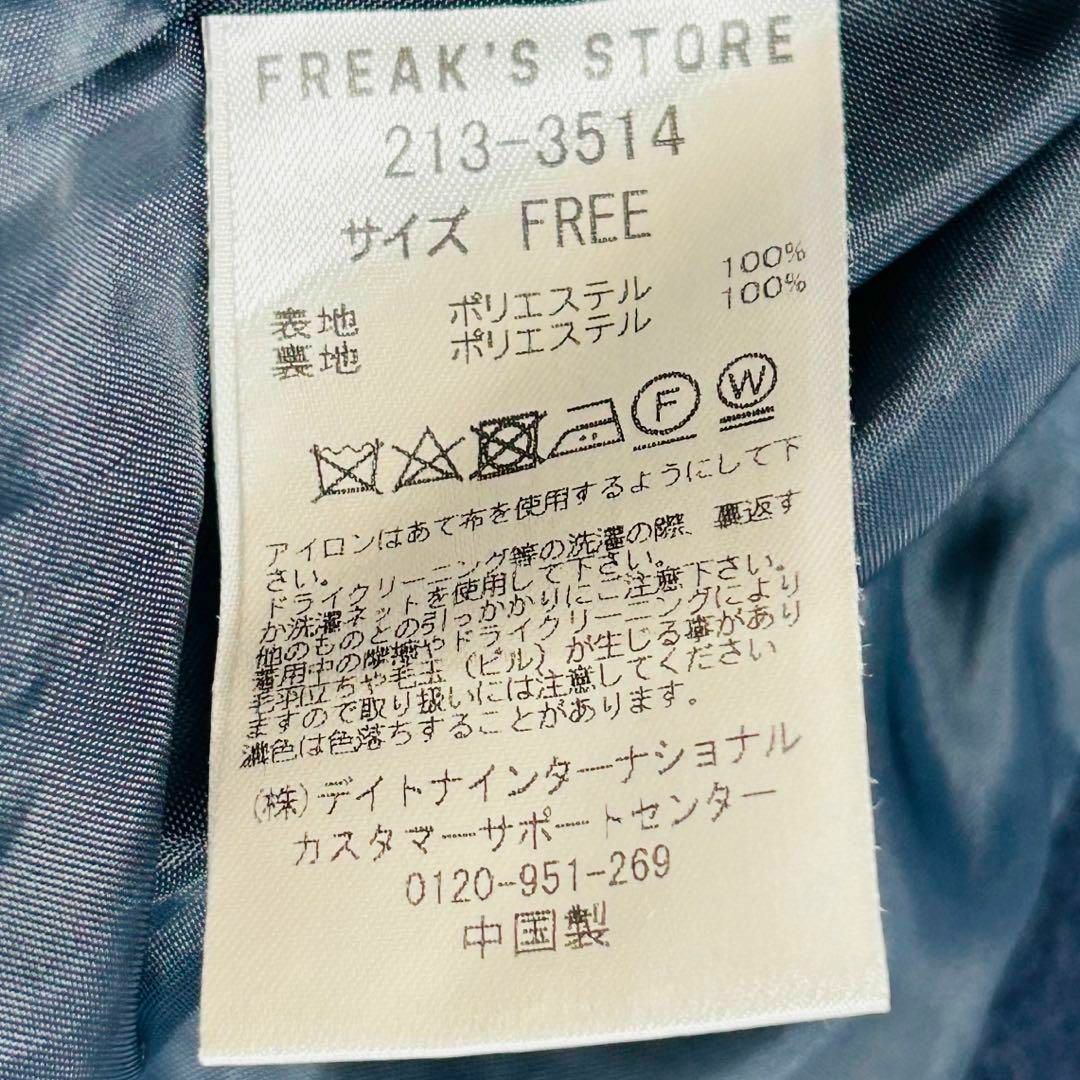 FREAK'S STORE
213-3514
サイズ FREE
表地 ポリエステル 100%
裏地 ポリエステル 100%
F W
アイロンはあて布を使用するようにして下
さい。
ドライクリーニング等の洗濯の際、裏返す
か洗濯ネットを使用して下さい。
他のものとの引っかかりにご注意下さい。
着用中の摩擦やドライクリーニングにより
毛羽立ちや毛玉(ピル)が生じる事があり
ますので取り扱いには注意してください
濃色は色落ちすることがあります。
(株)デイトナインターナショナル
カスタマーサポートセンター
0120-951-269
中国製